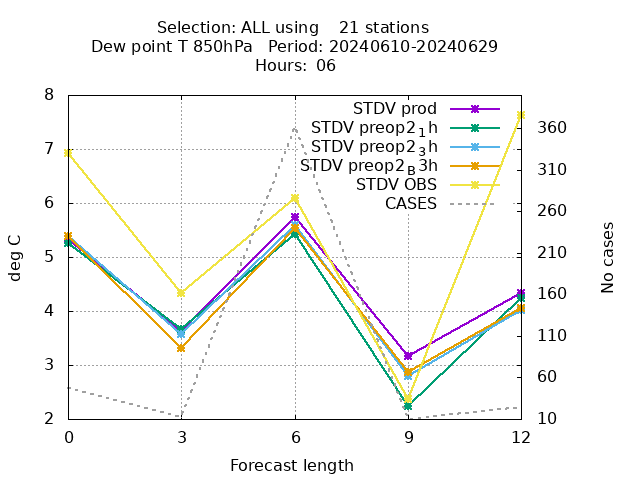 Selection: ALL using 21 stations
Dew point T 850hPa Period: 20240610-20240629
Hours: 06
STDV prod
STDV preop2₁h
STDV preop2₃h
STDV preop2_B3h
STDV OBS
CASES
8
7
6
5
4
3
2
deg C
360
310
260
210
160
110
60
10
No cases
0 3 6 9 12
Forecast length